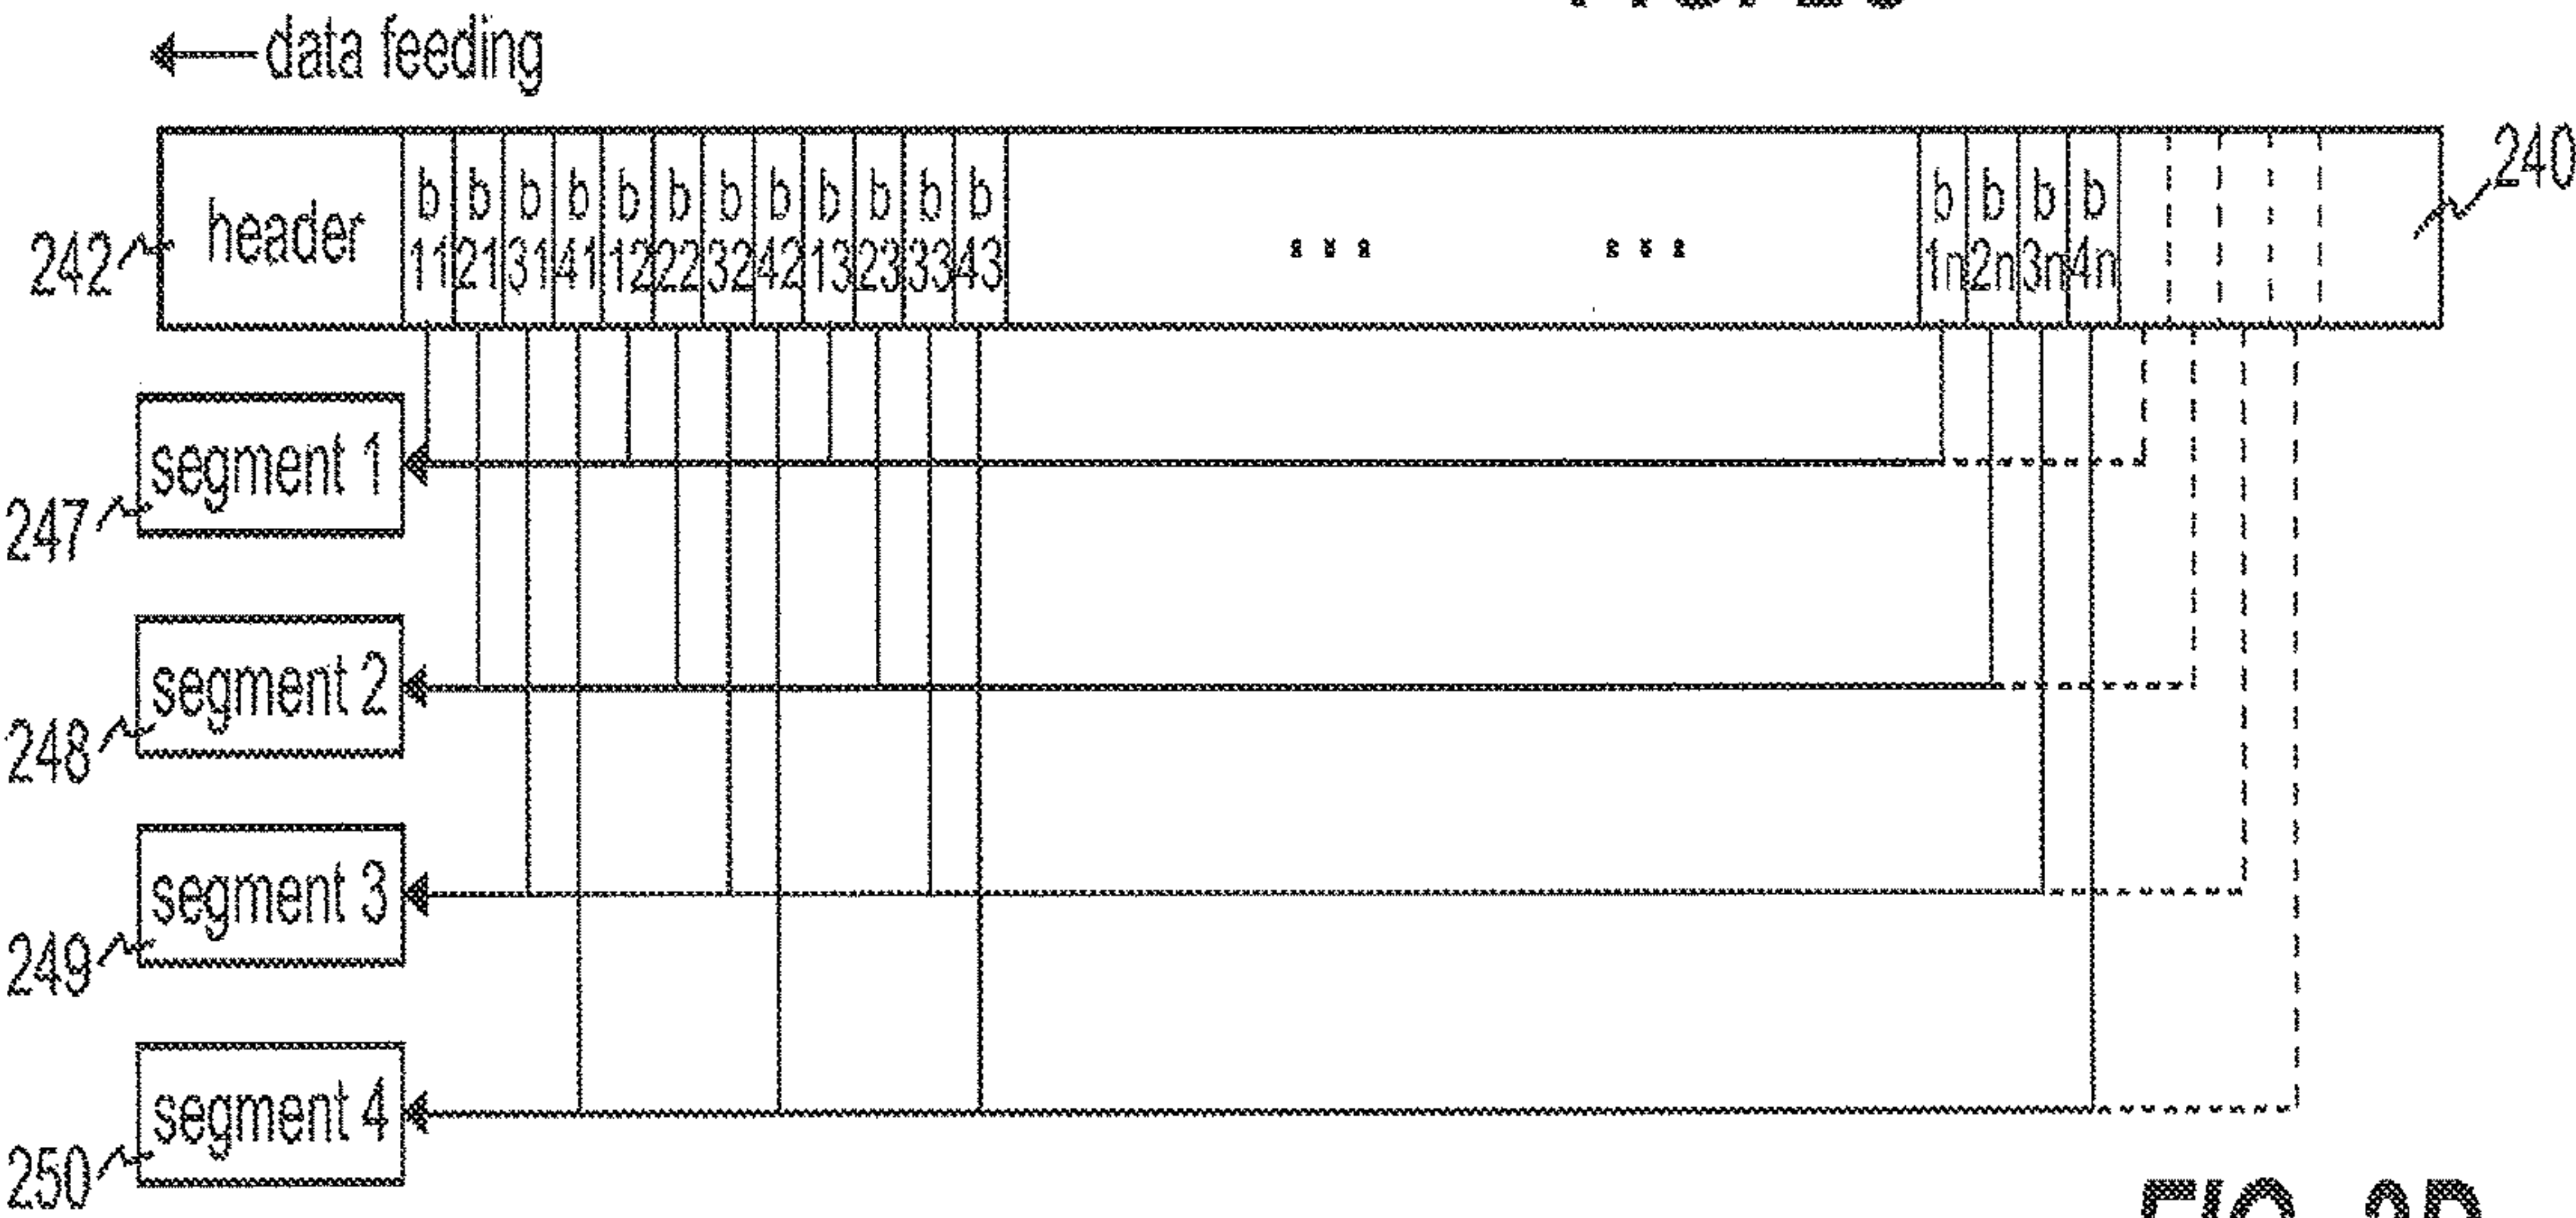 data feeding
header
b 11 b 21 b 31 b 41 b 12 b 22 b 32 b 42 b 13 b 23 b 33 b 43 ... ... b 1n b 2n b 3n b 4n
240
242
segment 1
247
segment 2
248
segment 3
249
segment 4
250